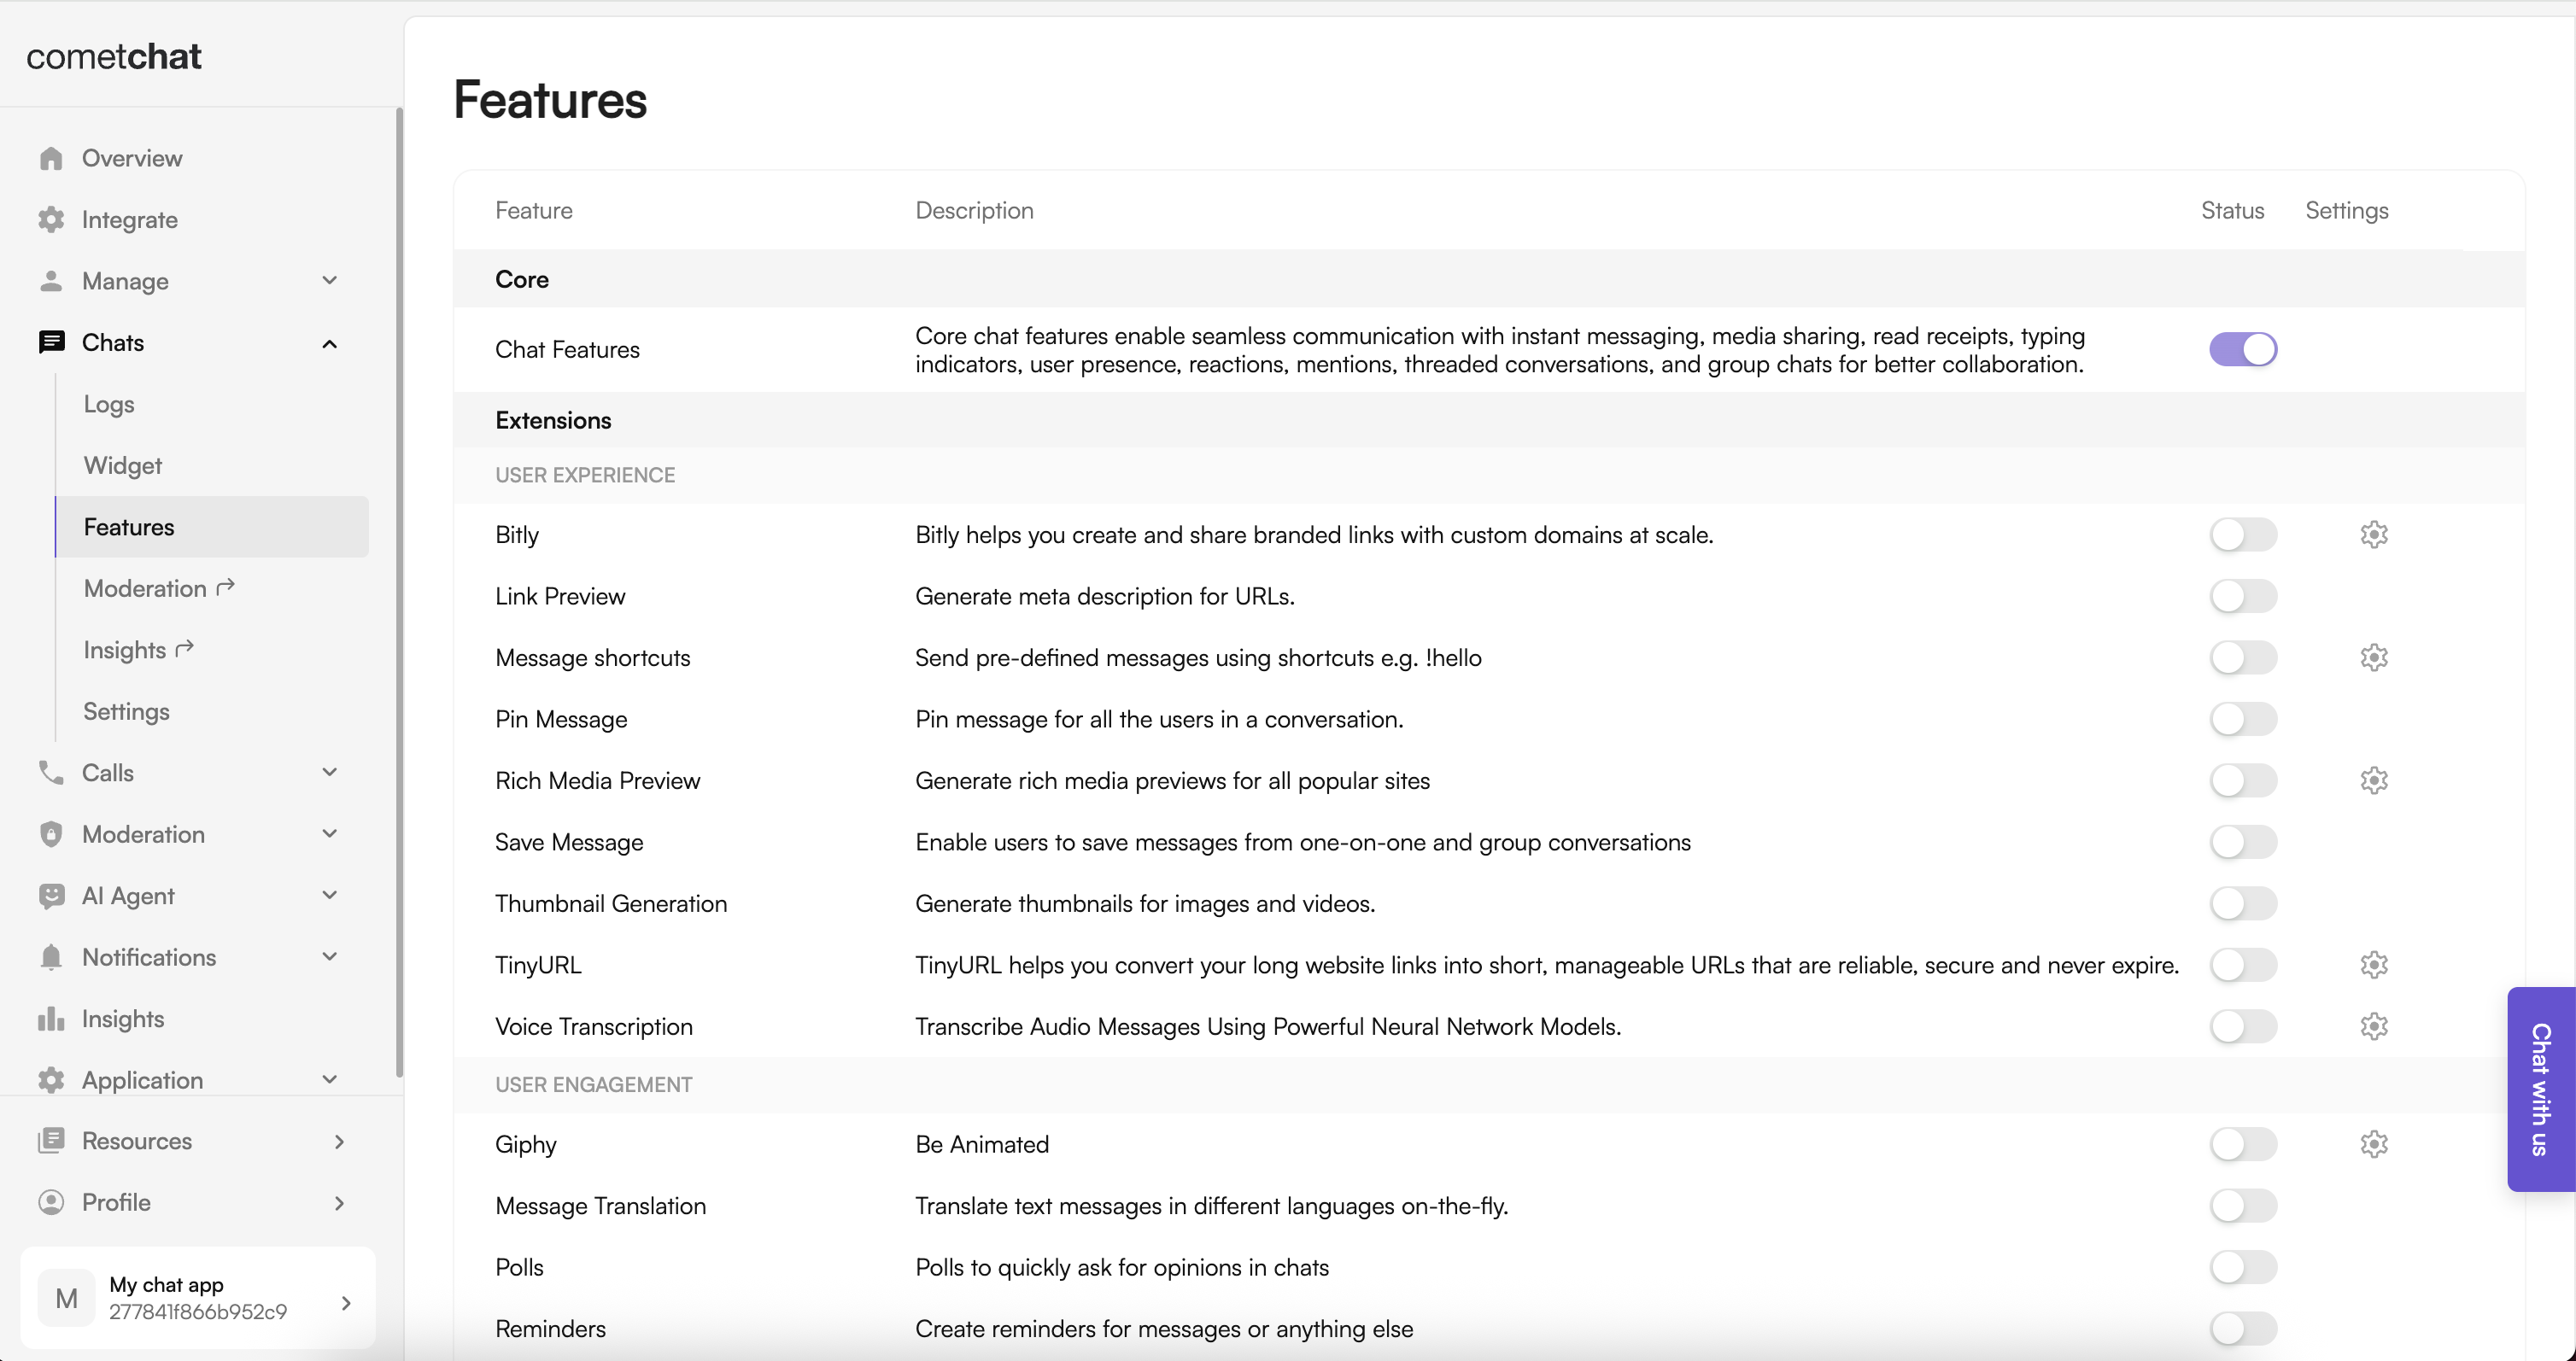 cometchat
Overview
Integrate
Manage
Chats
Logs
Widget
Features
Moderation
Insights
Settings
Calls
Moderation
AI Agent
Notifications
Insights
Application
Resources
Profile
M
My chat app
277841f866b952c9
Features
Feature Description Status Settings
Core
Chat Features
Core chat features enable seamless communication with instant messaging, media sharing, read receipts, typing
indicators, user presence, reactions, mentions, threaded conversations, and group chats for better collaboration.
Extensions
USER EXPERIENCE
Bitly Bitly helps you create and share branded links with custom domains at scale.
Link Preview Generate meta description for URLs.
Message shortcuts Send pre-defined messages using shortcuts e.g. !hello
Pin Message Pin message for all the users in a conversation.
Rich Media Preview Generate rich media previews for all popular sites
Save Message Enable users to save messages from one-on-one and group conversations
Thumbnail Generation Generate thumbnails for images and videos.
TinyURL TinyURL helps you convert your long website links into short, manageable URLs that are reliable, secure and never expire.
Voice Transcription Transcribe Audio Messages Using Powerful Neural Network Models.
USER ENGAGEMENT
Giphy Be Animated
Message Translation Translate text messages in different languages on-the-fly.
Polls Polls to quickly ask for opinions in chats
Reminders Create reminders for messages or anything else
Chat with us